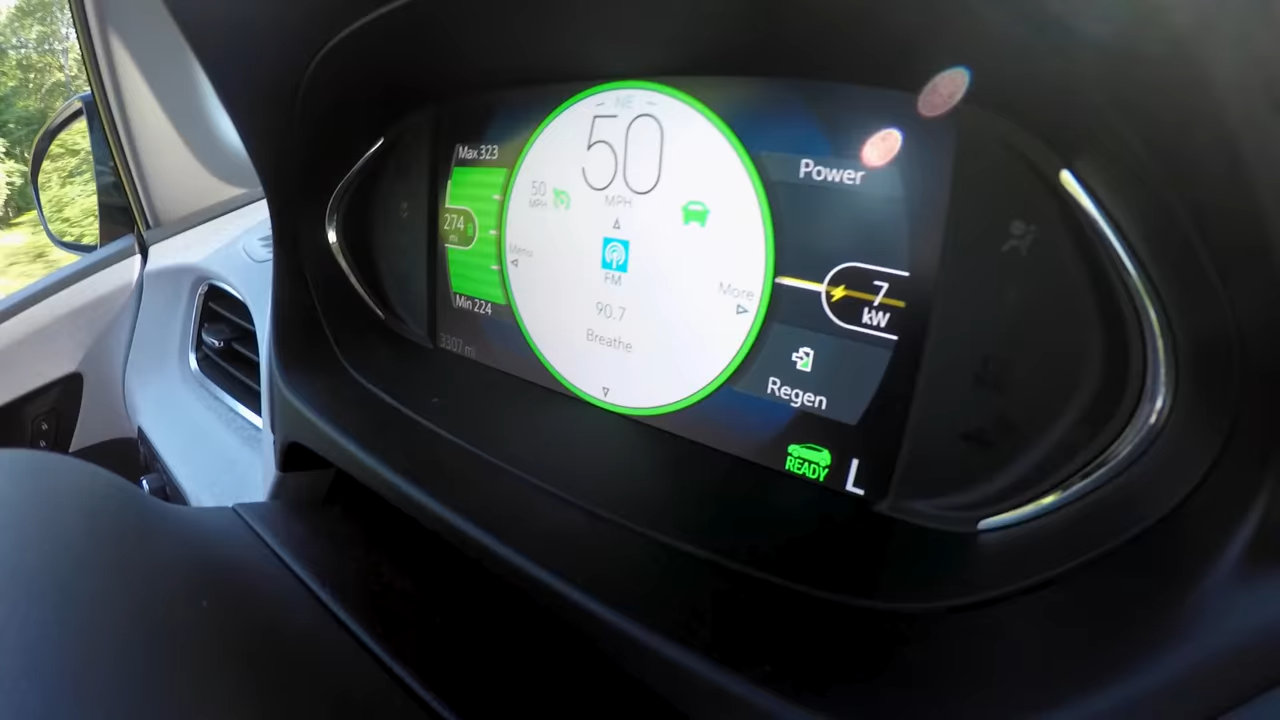 NE
50
MPH
50
MPH
Max 323
274
mi
Min 224
3307 mi
Menu
FM
90.7
Breathe
More
Power
7
kW
Regen
READY
L